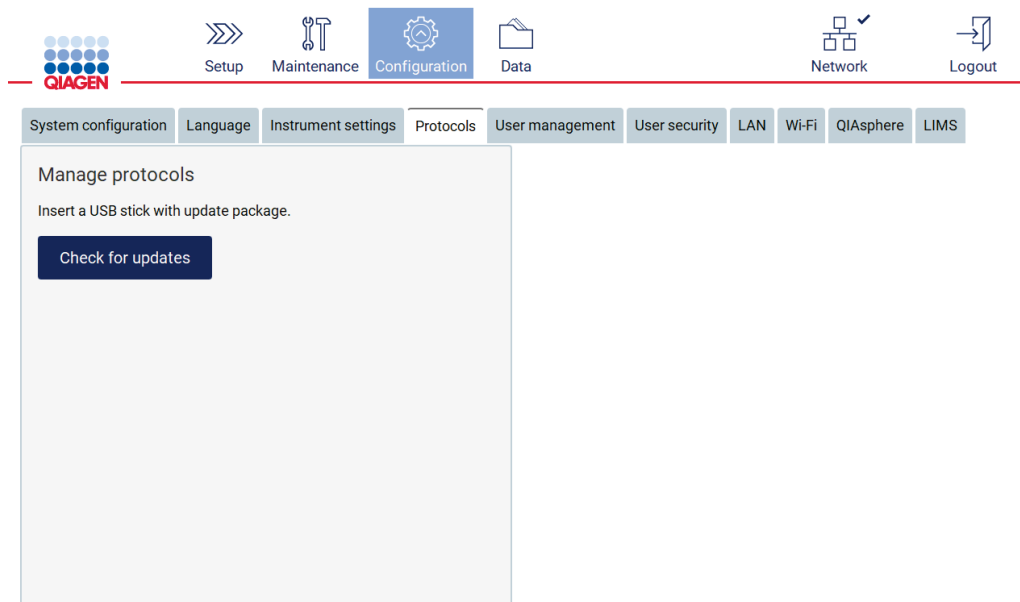 QIAGEN
Setup Maintenance Configuration Data Network Logout
System configuration Language Instrument settings Protocols User management User security LAN Wi-Fi QIAsphere LIMS
Manage protocols
Insert a USB stick with update package.
Check for updates